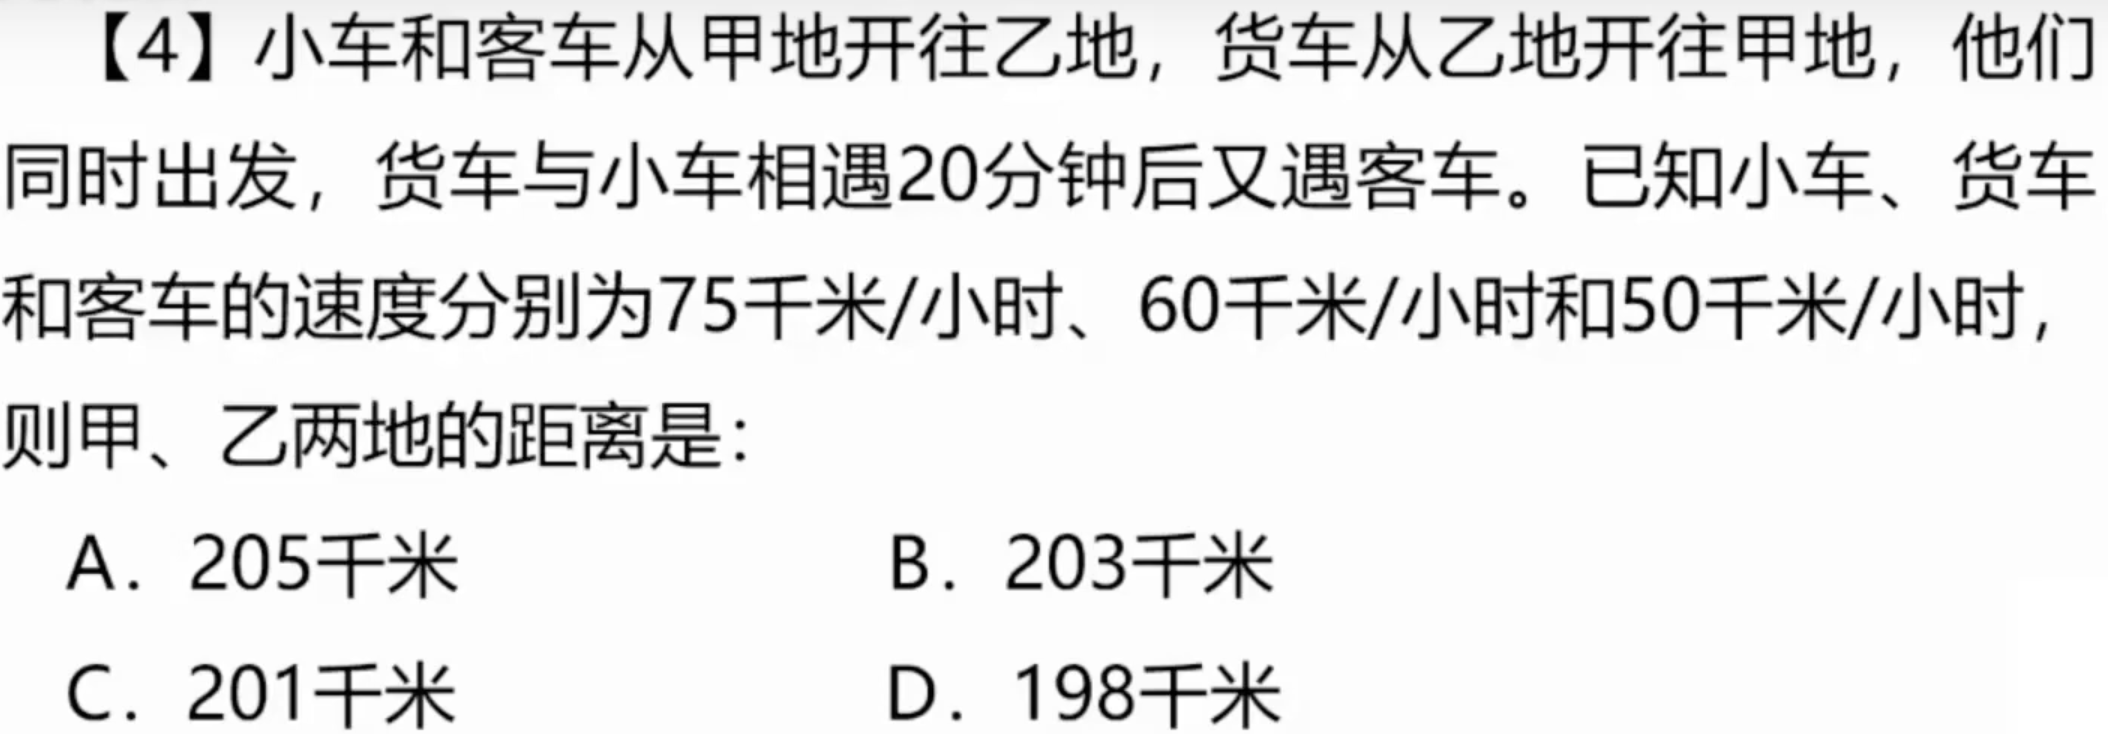 【4】小车和客车从甲地开往乙地，货车从乙地开往甲地，他们
同时出发，货车与小车相遇20分钟后又遇客车。已知小车、货车
和客车的速度分别为75千米/小时、60千米/小时和50千米/小时，
则甲、乙两地的距离是：
A．205千米 B．203千米
C．201千米 D．198千米